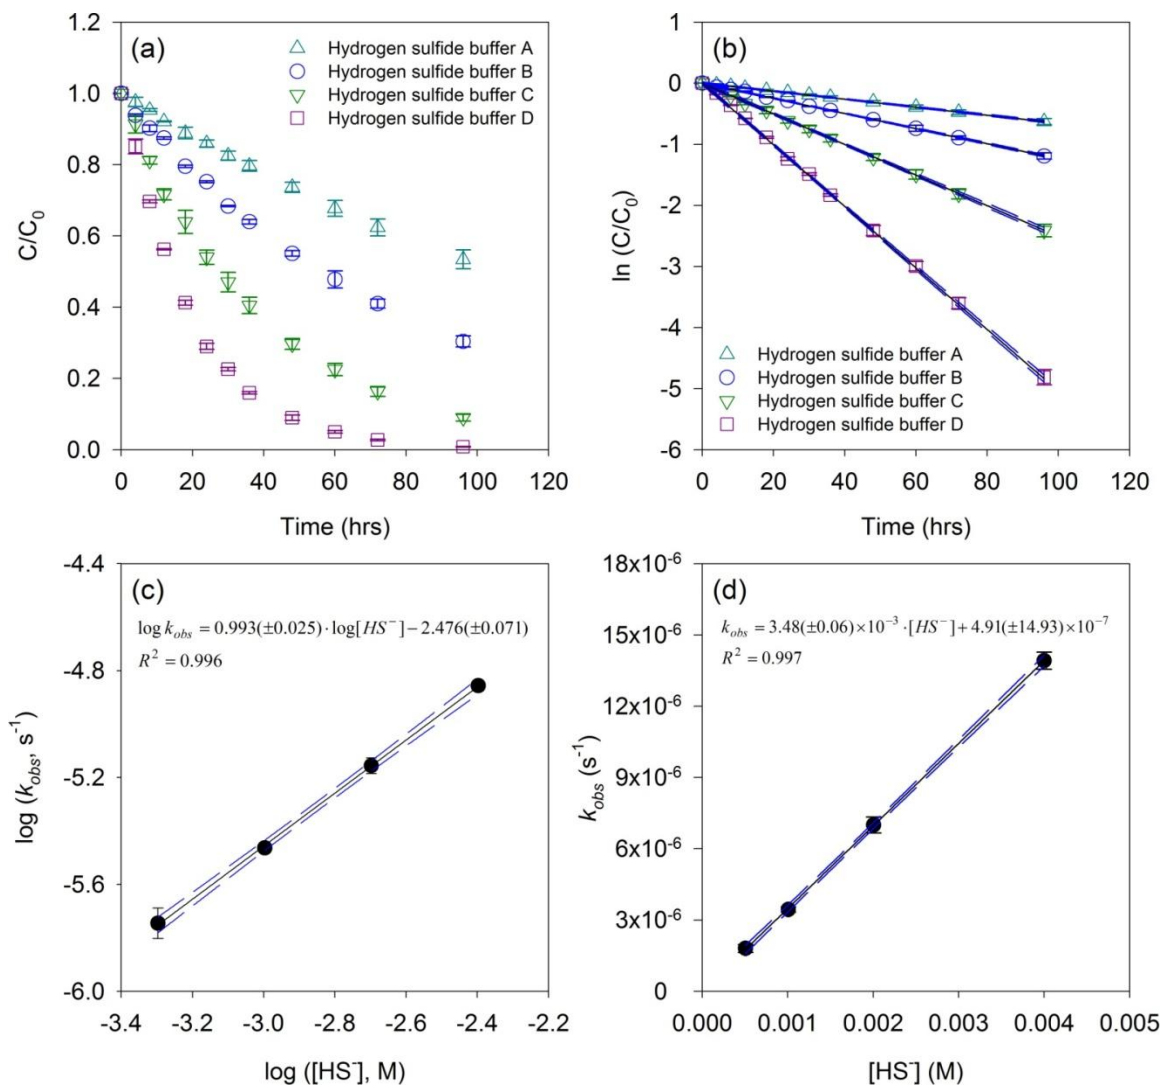 (a)
Hydrogen sulfide buffer A
Hydrogen sulfide buffer B
Hydrogen sulfide buffer C
Hydrogen sulfide buffer D
1.2
1.0
0.8
0.6
0.4
0.2
0.0
C/C₀
0 20 40 60 80 100 120
Time (hrs)
(b)
1
0
-1
-2
-3
-4
-5
-6
ln (C/C₀)
Hydrogen sulfide buffer A
Hydrogen sulfide buffer B
Hydrogen sulfide buffer C
Hydrogen sulfide buffer D
0 20 40 60 80 100 120
Time (hrs)
(c)
log k_obs = 0.993(±0.025)·log[HS⁻]−2.476(±0.071)
R² = 0.996
-4.4
-4.8
-5.2
-5.6
-6.0
log (k_obs, s⁻¹)
-3.4 -3.2 -3.0 -2.8 -2.6 -2.4 -2.2
log ([HS⁻], M)
(d)
k_obs = 3.48(±0.06)×10⁻³·[HS⁻]+4.91(±14.93)×10⁻⁷
R² = 0.997
18x10⁻⁶
15x10⁻⁶
12x10⁻⁶
9x10⁻⁶
6x10⁻⁶
3x10⁻⁶
0
k_obs (s⁻¹)
0.000 0.001 0.002 0.003 0.004 0.005
[HS⁻] (M)